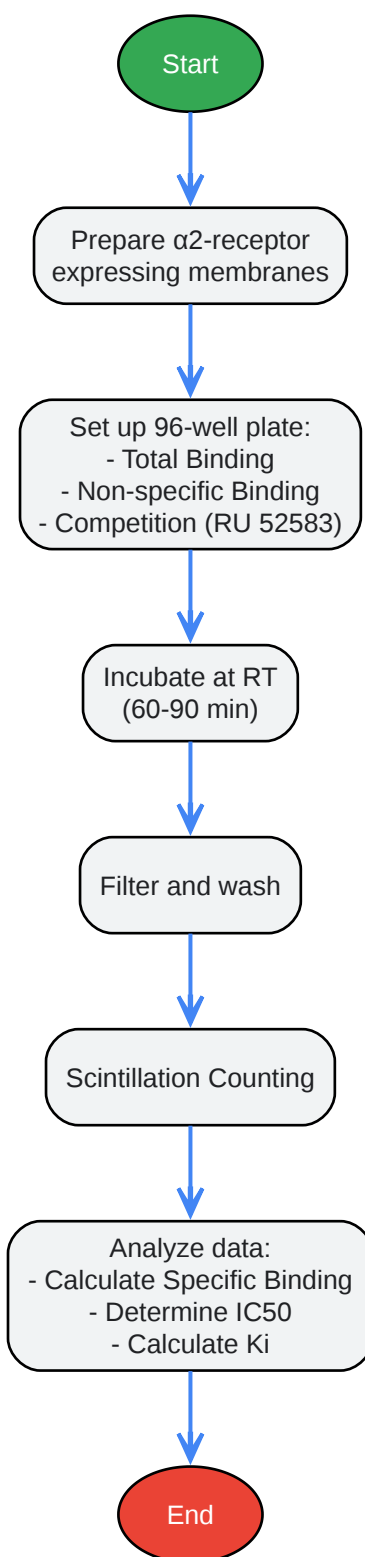 Start
Prepare α2-receptor
expressing membranes
Set up 96-well plate:
- Total Binding
- Non-specific Binding
- Competition (RU 52583)
Incubate at RT
(60-90 min)
Filter and wash
Scintillation Counting
Analyze data:
- Calculate Specific Binding
- Determine IC50
- Calculate Ki
End